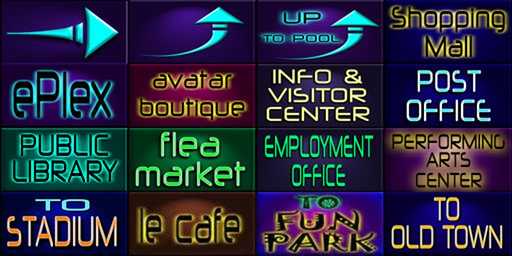 UP
TO POOL
Shopping
Mall
ePlex
avatar
boutique
INFO &
VISITOR
CENTER
POST
OFFICE
PUBLIC
LIBRARY
flea
market
EMPLOYMENT
OFFICE
PERFORMING
ARTS
CENTER
TO
STADIUM
le cafe
TO
FUN
PARK
TO
OLD TOWN